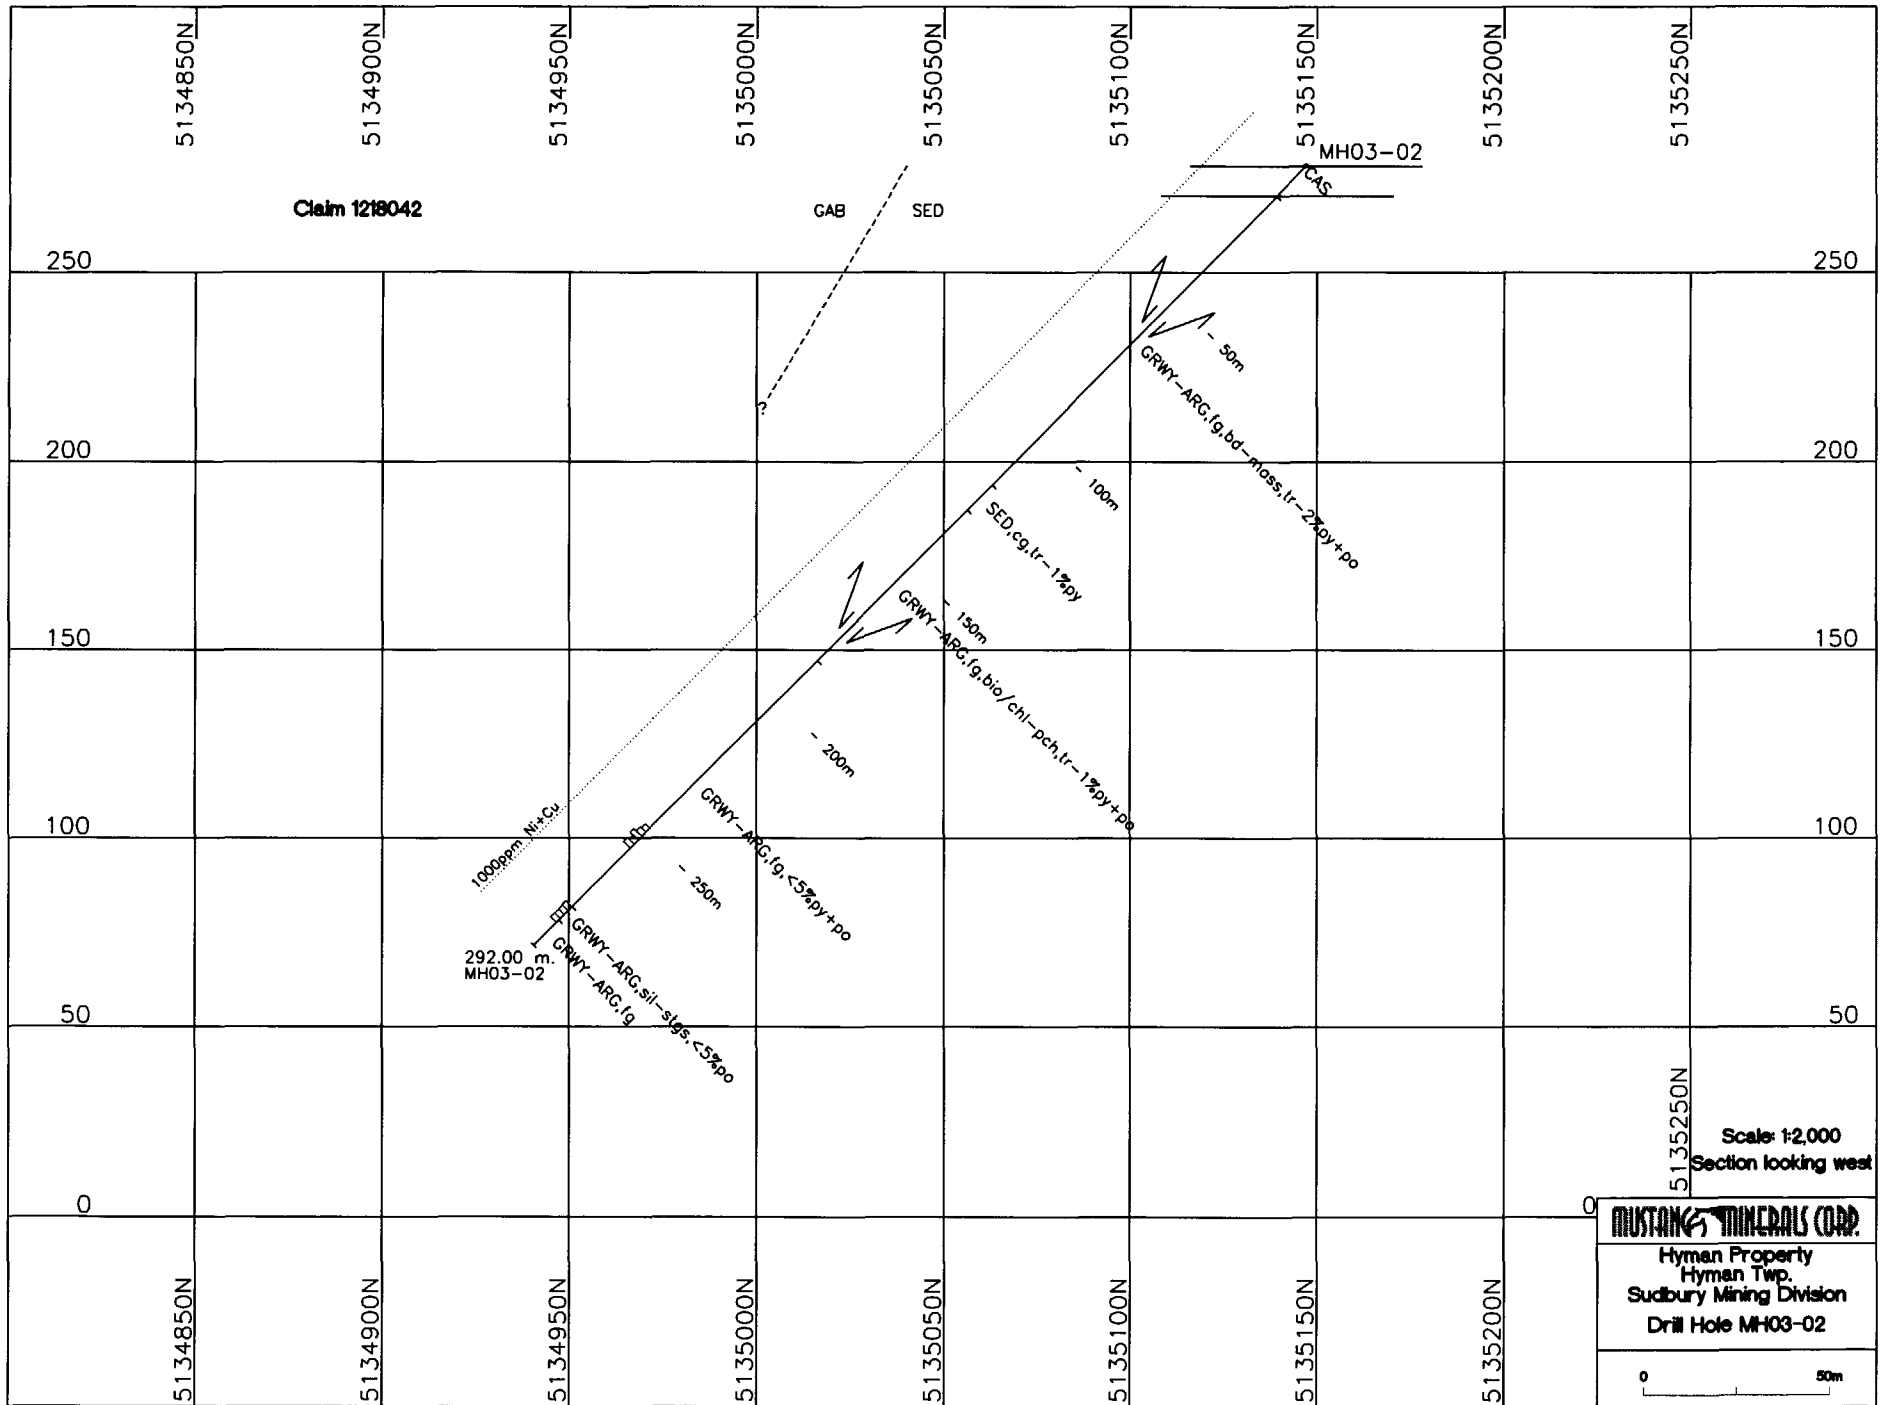 5134850N
5134900N
5134950N
5135000N
5135050N
5135100N
5135150N
5135200N
5135250N
MH03-02
CAS
Claim 1218042
GAB
SED
250
250
- 50m
GRWY-ARG,fg,bd-mass,tr-2%py+po
?
200
200
- 100m
SED,cg,tr-1%py
- 150m
GRWY-ARG,fg,bio/chl-pch,tr-1%py+po
150
150
- 200m
GRWY-ARG,fg,<5%py+po
1000ppm Ni+Cu
100
100
- 250m
GRWY-ARG,sil-stgs,<5%po
GRWY-ARG,fg
292.00 m.
MH03-02
50
50
5135250N
Scale: 1:2,000
Section looking west
0
0
MUSTANG MINERALS CORP.
Hyman Property
Hyman Twp.
Sudbury Mining Division
Drill Hole MH03-02
0
50m
5134850N
5134900N
5134950N
5135000N
5135050N
5135100N
5135150N
5135200N